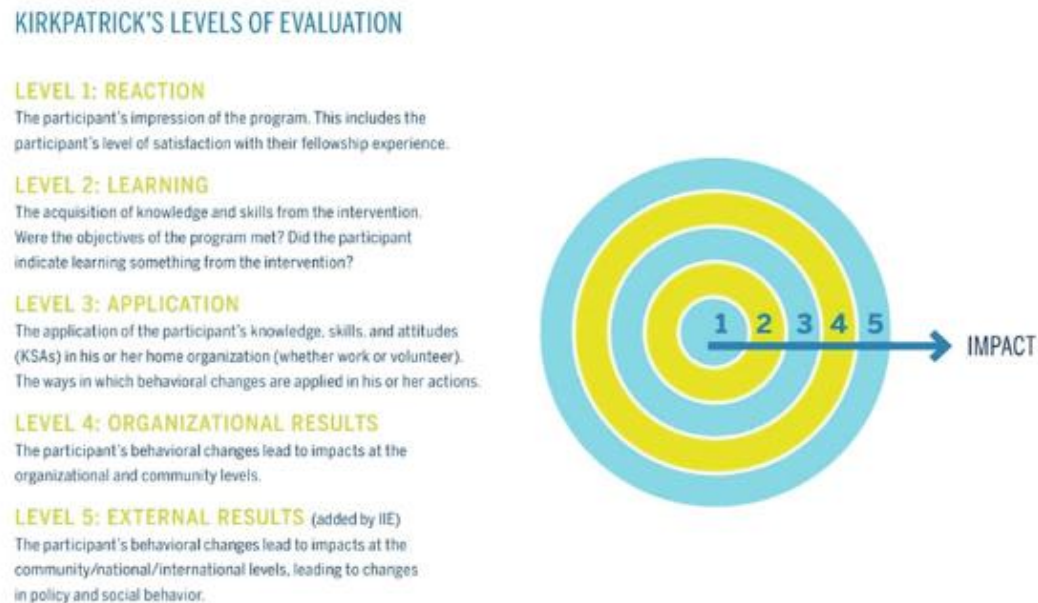 KIRKPATRICK'S LEVELS OF EVALUATION
LEVEL 1: REACTION
The participant's impression of the program. This includes the
participant's level of satisfaction with their fellowship experience.
LEVEL 2: LEARNING
The acquisition of knowledge and skills from the intervention.
Were the objectives of the program met? Did the participant
indicate learning something from the intervention?
LEVEL 3: APPLICATION
The application of the participant's knowledge, skills, and attitudes
(KSAs) in his or her home organization (whether work or volunteer).
The ways in which behavioral changes are applied in his or her actions.
LEVEL 4: ORGANIZATIONAL RESULTS
The participant's behavioral changes lead to impacts at the
organizational and community levels.
LEVEL 5: EXTERNAL RESULTS (added by IIE)
The participant's behavioral changes lead to impacts at the
community/national/international levels, leading to changes
in policy and social behavior.
1 2 3 4 5
IMPACT